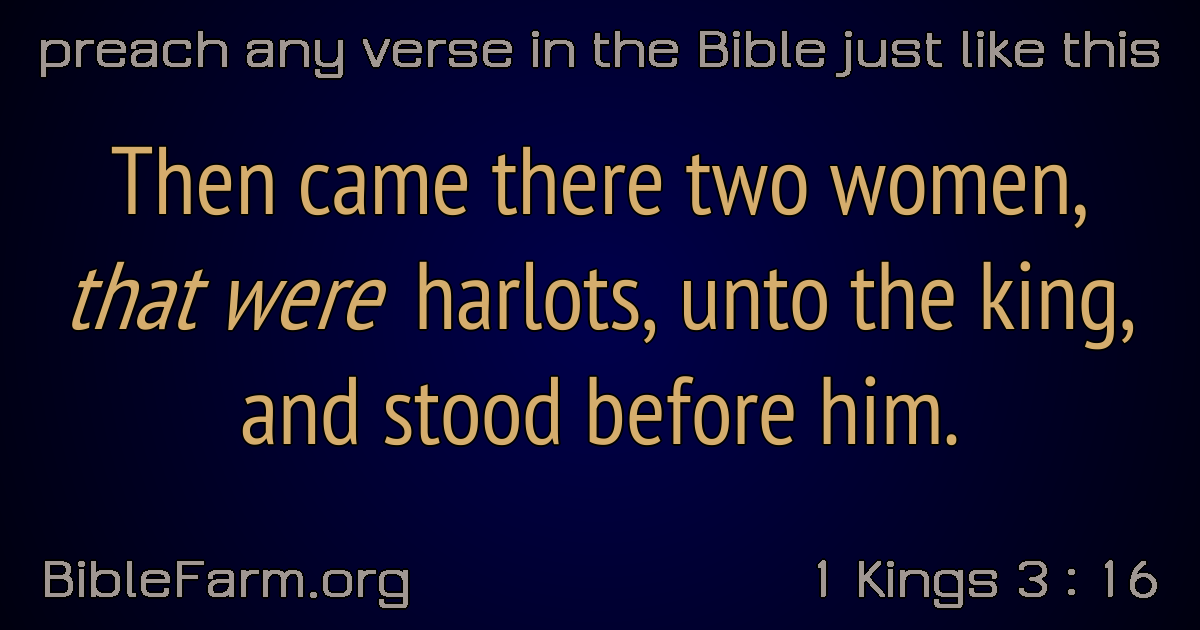 preach any verse in the Bible just like this
Then came there two women,
that were harlots, unto the king,
and stood before him.
BibleFarm.org
1 Kings 3 : 16